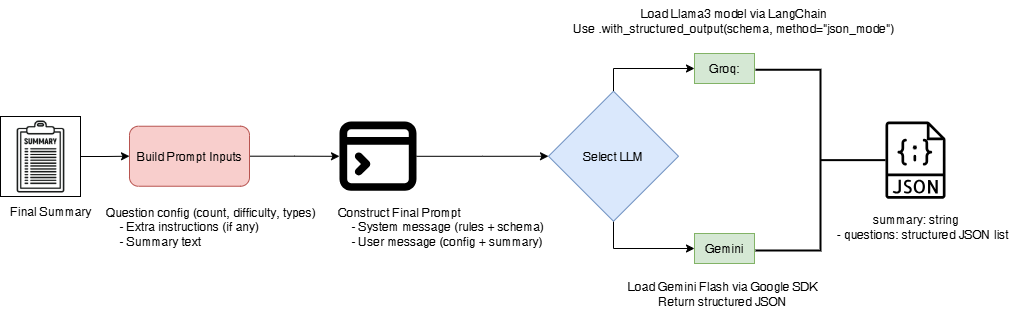 Load Llama3 model via LangChain
Use .with_structured_output(schema, method="json_mode")
Groq:
SUMMARY
Build Prompt Inputs
Select LLM
{;}
JSON
Final Summary
Question config (count, difficulty, types)
- Extra instructions (if any)
- Summary text
Construct Final Prompt
- System message (rules + schema)
- User message (config + summary)
summary: string
- questions: structured JSON list
Gemini
Load Gemini Flash via Google SDK
Return structured JSON